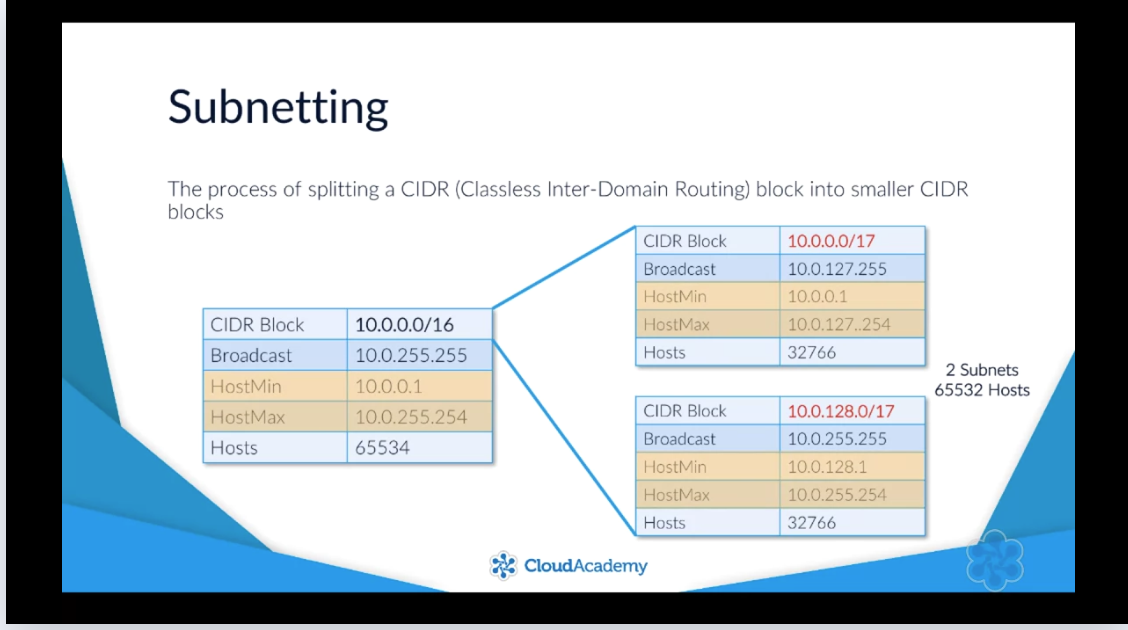 Subnetting
The process of splitting a CIDR (Classless Inter-Domain Routing) block into smaller CIDR
blocks
CIDR Block 10.0.0.0/16
Broadcast 10.0.255.255
HostMin 10.0.0.1
HostMax 10.0.255.254
Hosts 65534
CIDR Block 10.0.0.0/17
Broadcast 10.0.127.255
HostMin 10.0.0.1
HostMax 10.0.127..254
Hosts 32766
CIDR Block 10.0.128.0/17
Broadcast 10.0.255.255
HostMin 10.0.128.1
HostMax 10.0.255.254
Hosts 32766
2 Subnets
65532 Hosts
CloudAcademy